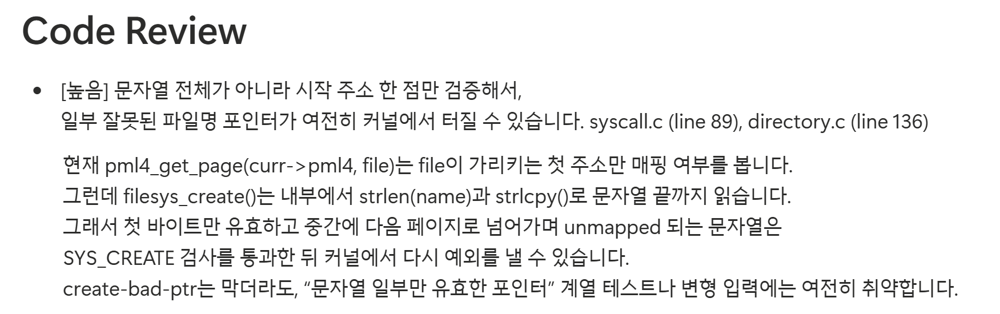 Code Review
• [높음] 문자열 전체가 아니라 시작 주소 한 점만 검증해서,
일부 잘못된 파일명 포인터가 여전히 커널에서 터질 수 있습니다. syscall.c (line 89), directory.c (line 136)
현재 pml4_get_page(curr->pml4, file)는 file이 가리키는 첫 주소만 매핑 여부를 봅니다.
그런데 filesys_create()는 내부에서 strlen(name)과 strlcpy()로 문자열 끝까지 읽습니다.
그래서 첫 바이트만 유효하고 중간에 다음 페이지로 넘어가며 unmapped 되는 문자열은
SYS_CREATE 검사를 통과한 뒤 커널에서 다시 예외를 낼 수 있습니다.
create-bad-ptr는 막더라도, “문자열 일부만 유효한 포인터” 계열 테스트나 변형 입력에는 여전히 취약합니다.